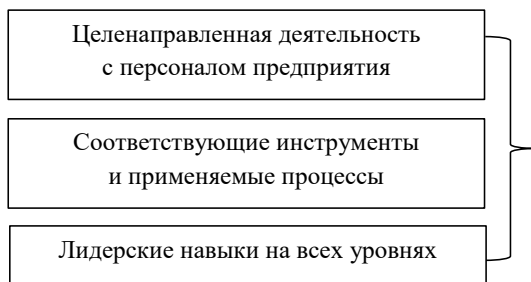 Целенаправленная деятельность
с персоналом предприятия
Соответствующие инструменты
и применяемые процессы
Лидерские навыки на всех уровнях